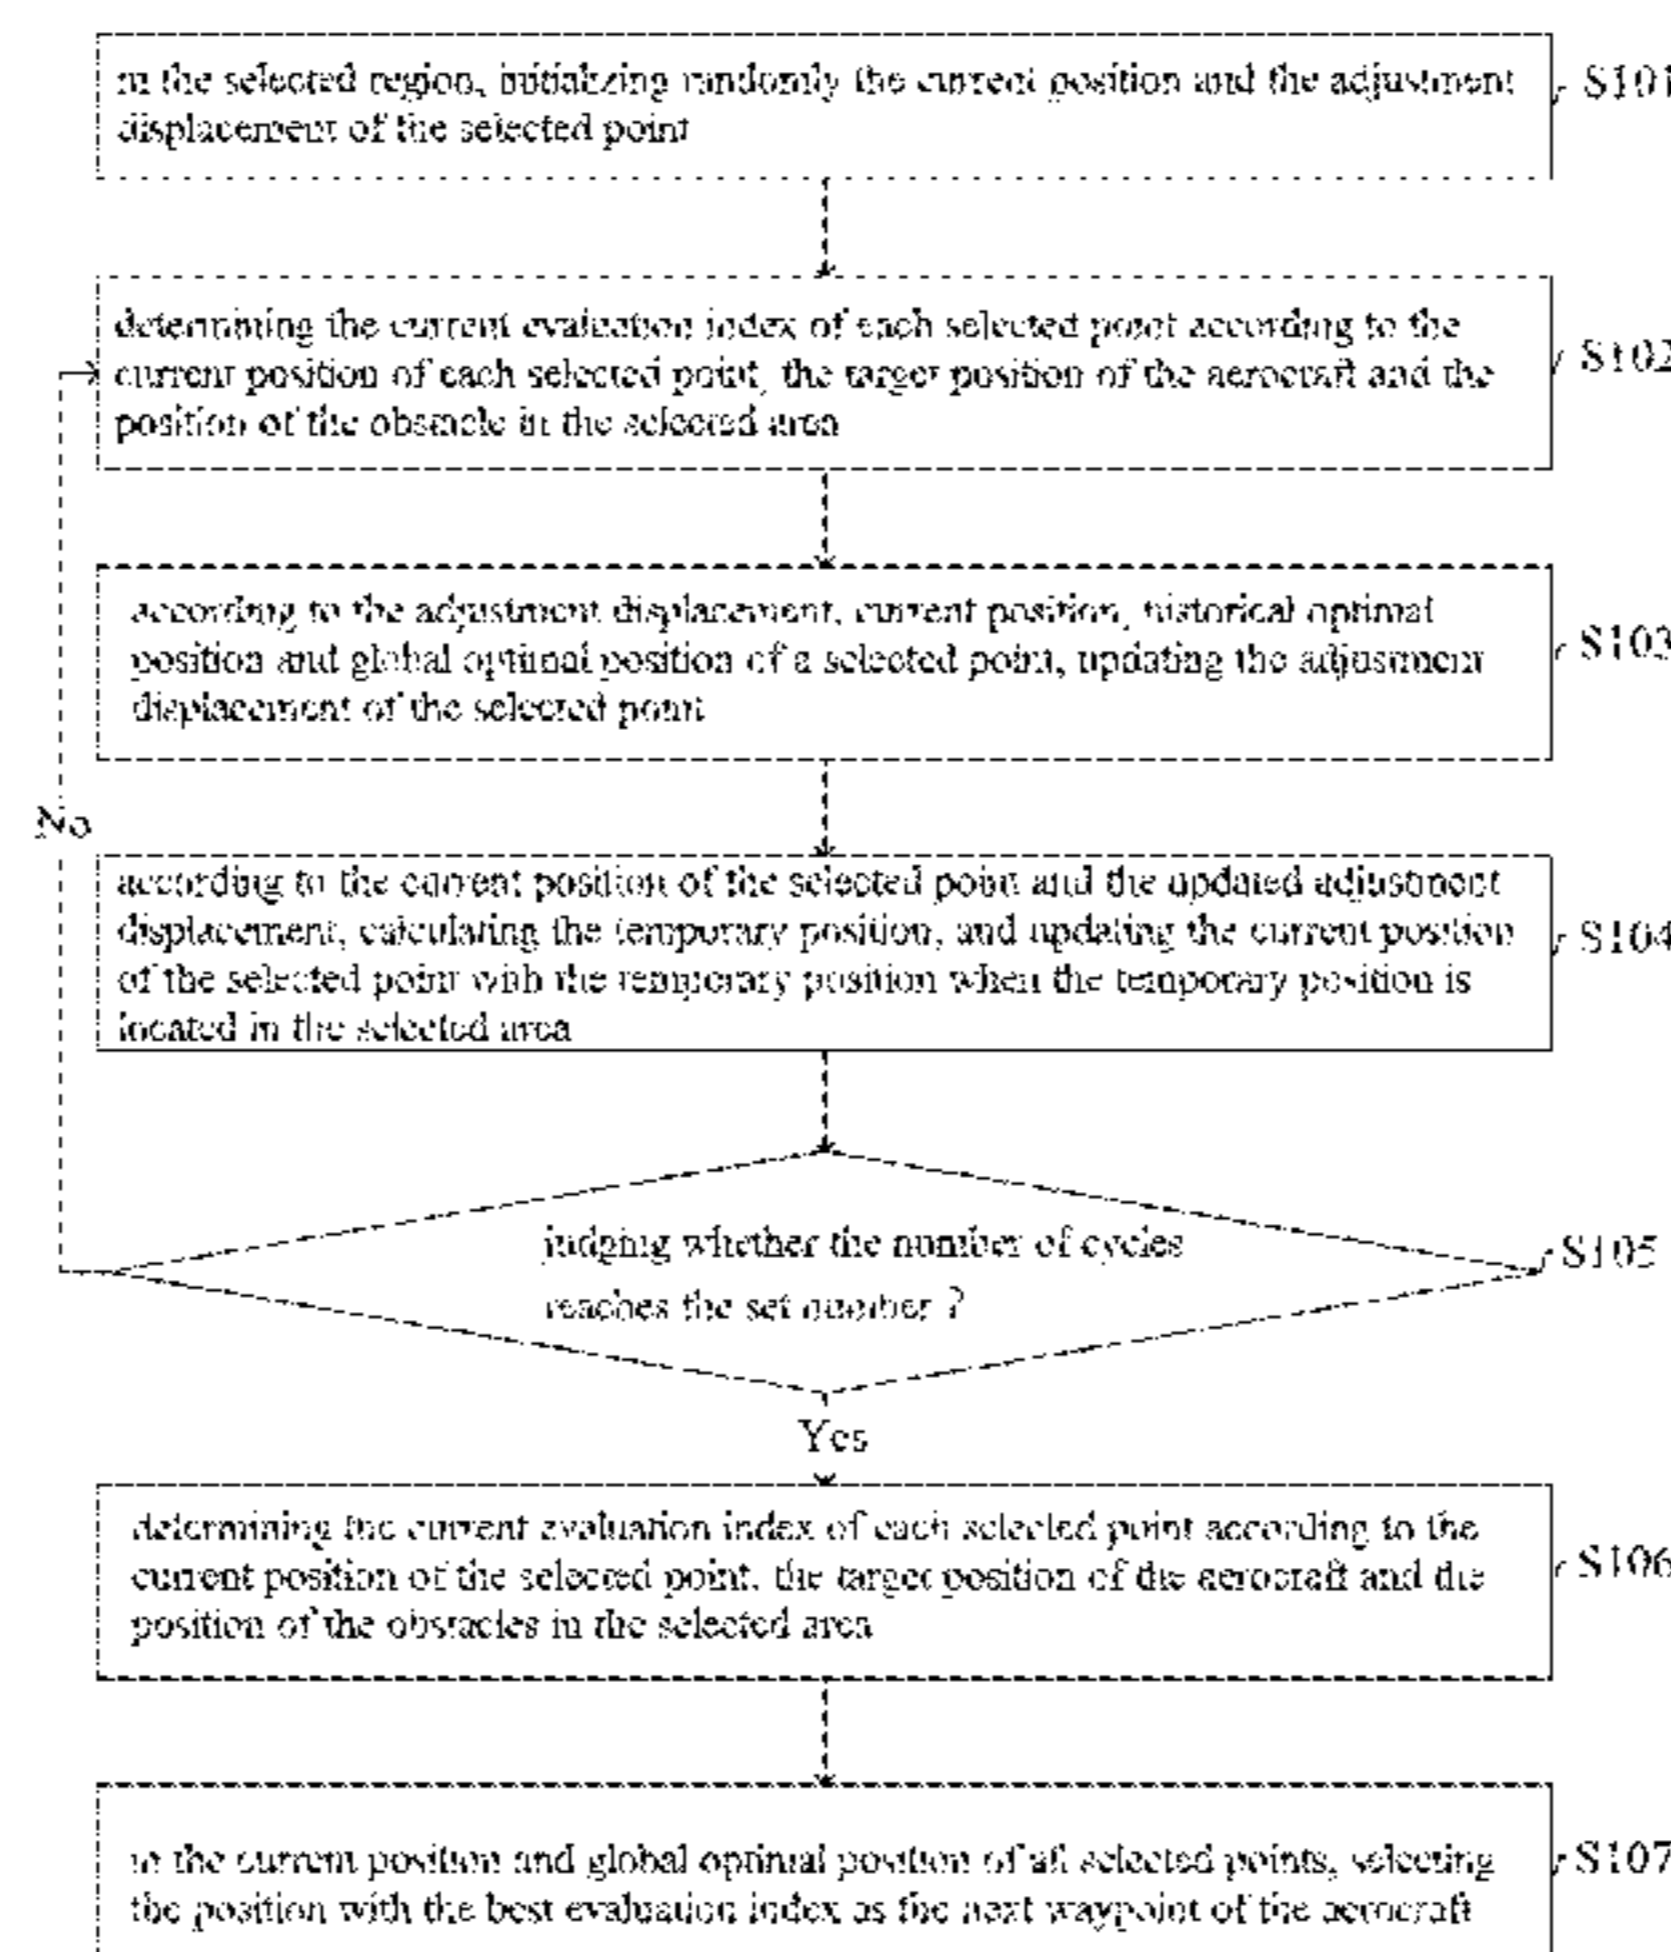 in the selected region, initializing randomly the current position and the adjustment
displacement of the selected point
S101
determining the current evaluation index of each selected point according to the
current position of each selected point, the target position of the aerocraft and the
position of the obstacle in the selected area
S102
according to the adjustment displacement, current position, historical optimal
position and global optimal position of a selected point, updating the adjustment
displacement of the selected point
S103
No
according to the current position of the selected point and the updated adjustment
displacement, calculating the temporary position, and updating the current position
of the selected point with the temporary position when the temporary position is
located in the selected area
S104
judging whether the number of cycles
reaches the set number ?
S105
Yes
determining the current evaluation index of each selected point according to the
current position of the selected point, the target position of the aerocraft and the
position of the obstacles in the selected area
S106
in the current position and global optimal position of all selected points, selecting
the position with the best evaluation index as the next waypoint of the aerocraft
S107